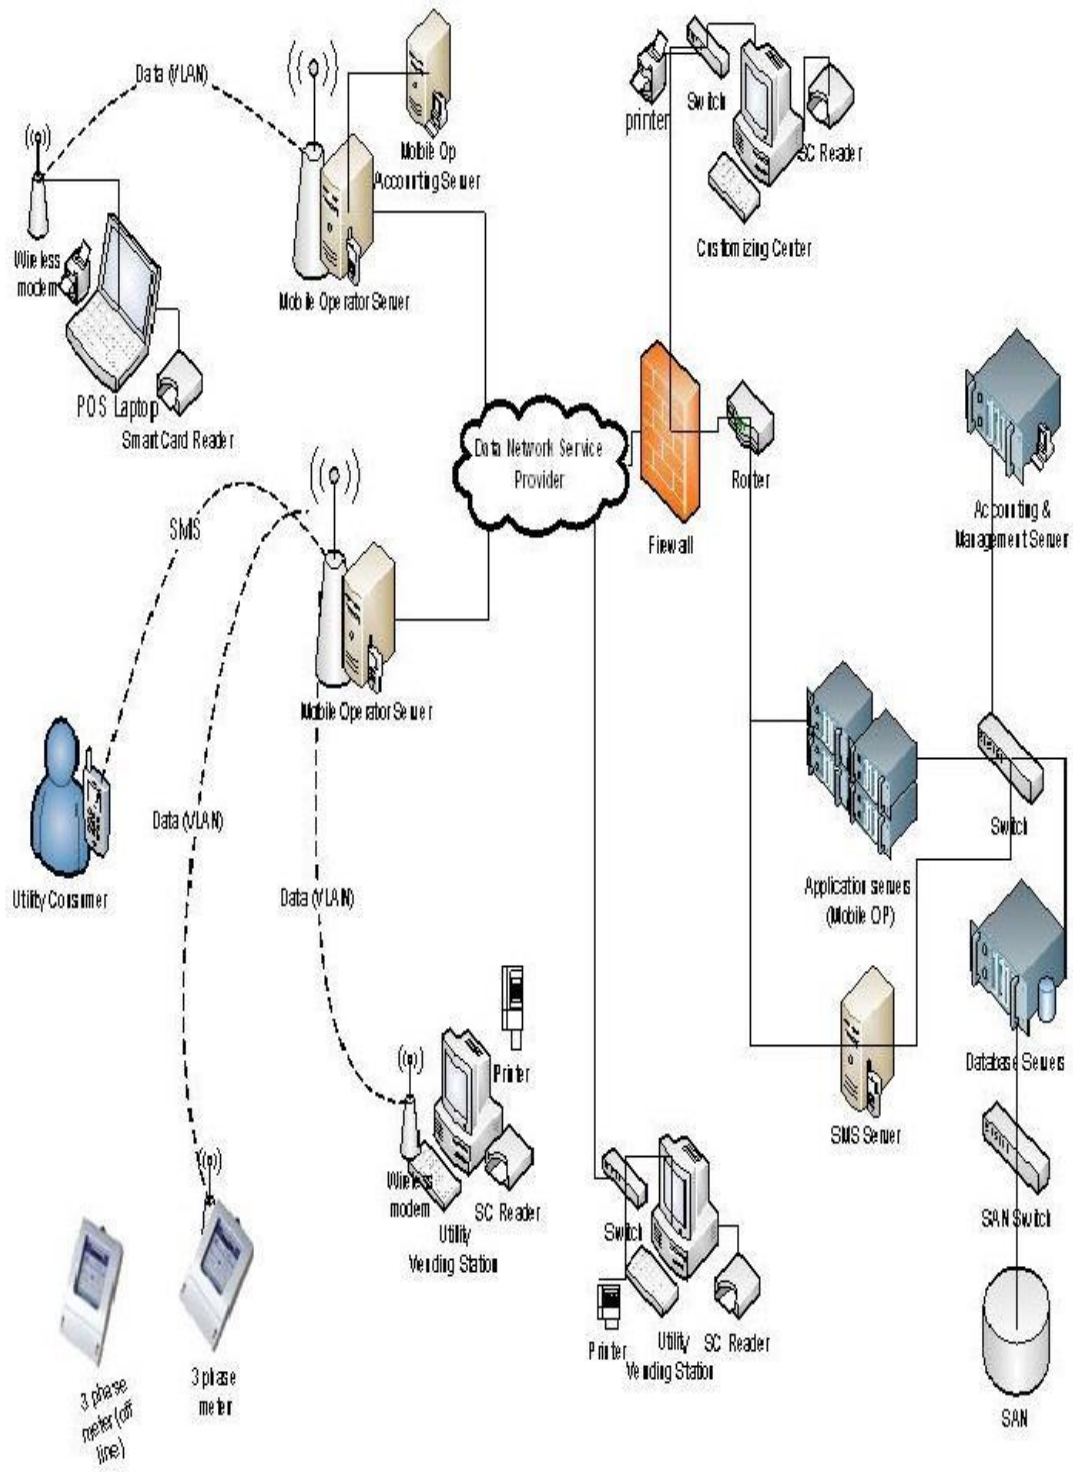 Data (VLAN)
Mobile Op
Accounting Server
Wireless
modem
Mobile Operator Server
POS Laptop
Smart Card Reader
printer
Switch
SC Reader
Customizing Center
Data Network Service
Provider
Firewall
Router
Accounting &
Management Server
SMS
Mobile Operator Server
Utility Consumer
Data (VLAN)
Data (VLAN)
Switch
Application servers
(Mobile OP)
Database Servers
SMS Server
SAN Switch
SAN
Printer
Wireless
modem
SC Reader
Utility
Vending Station
Switch
Printer
Utility
Vending Station
SC Reader
3 phase
meter
3 phase
meter (off
line)